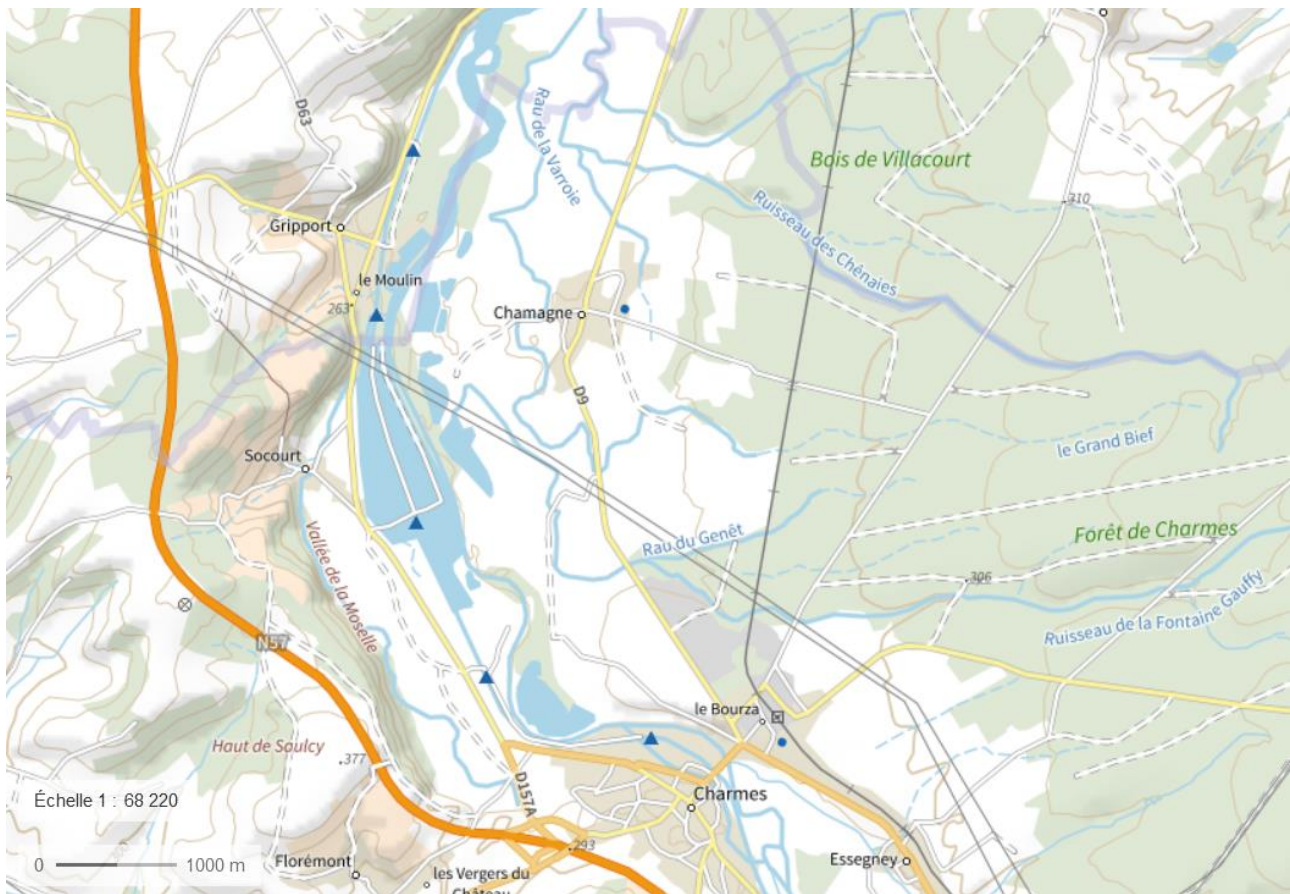 D63
Rau de la Varroie
Bois de Villacourt
310
Ruisseau des Chénaies
Gripport
le Moulin
263
Chamagne
D9
le Grand Bief
Socourt
Vallée de la Moselle
Rau du Genêt
Forêt de Charmes
306
Ruisseau de la Fontaine Gauffy
N57
le Bourza
Haut de Saulcy
377
D157A
Charmes
Échelle 1 : 68 220
293
0
1000 m
Florémont
les Vergers du
Château
Essegney